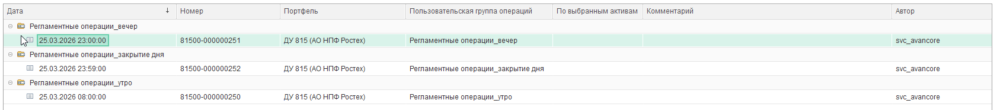 Дата ↓ Номер Портфель Пользовательская группа операций По выбранным активам Комментарий Автор
Регламентные операции_вечер
25.03.2026 23:00:00 81500-000000251 ДУ 815 (АО НПФ Ростех) Регламентные операции_вечер svc_avancore
Регламентные операции_закрытие дня
25.03.2026 23:59:00 81500-000000252 ДУ 815 (АО НПФ Ростех) Регламентные операции_закрытие дня svc_avancore
Регламентные операции_утро
25.03.2026 08:00:00 81500-000000250 ДУ 815 (АО НПФ Ростех) Регламентные операции_утро svc_avancore